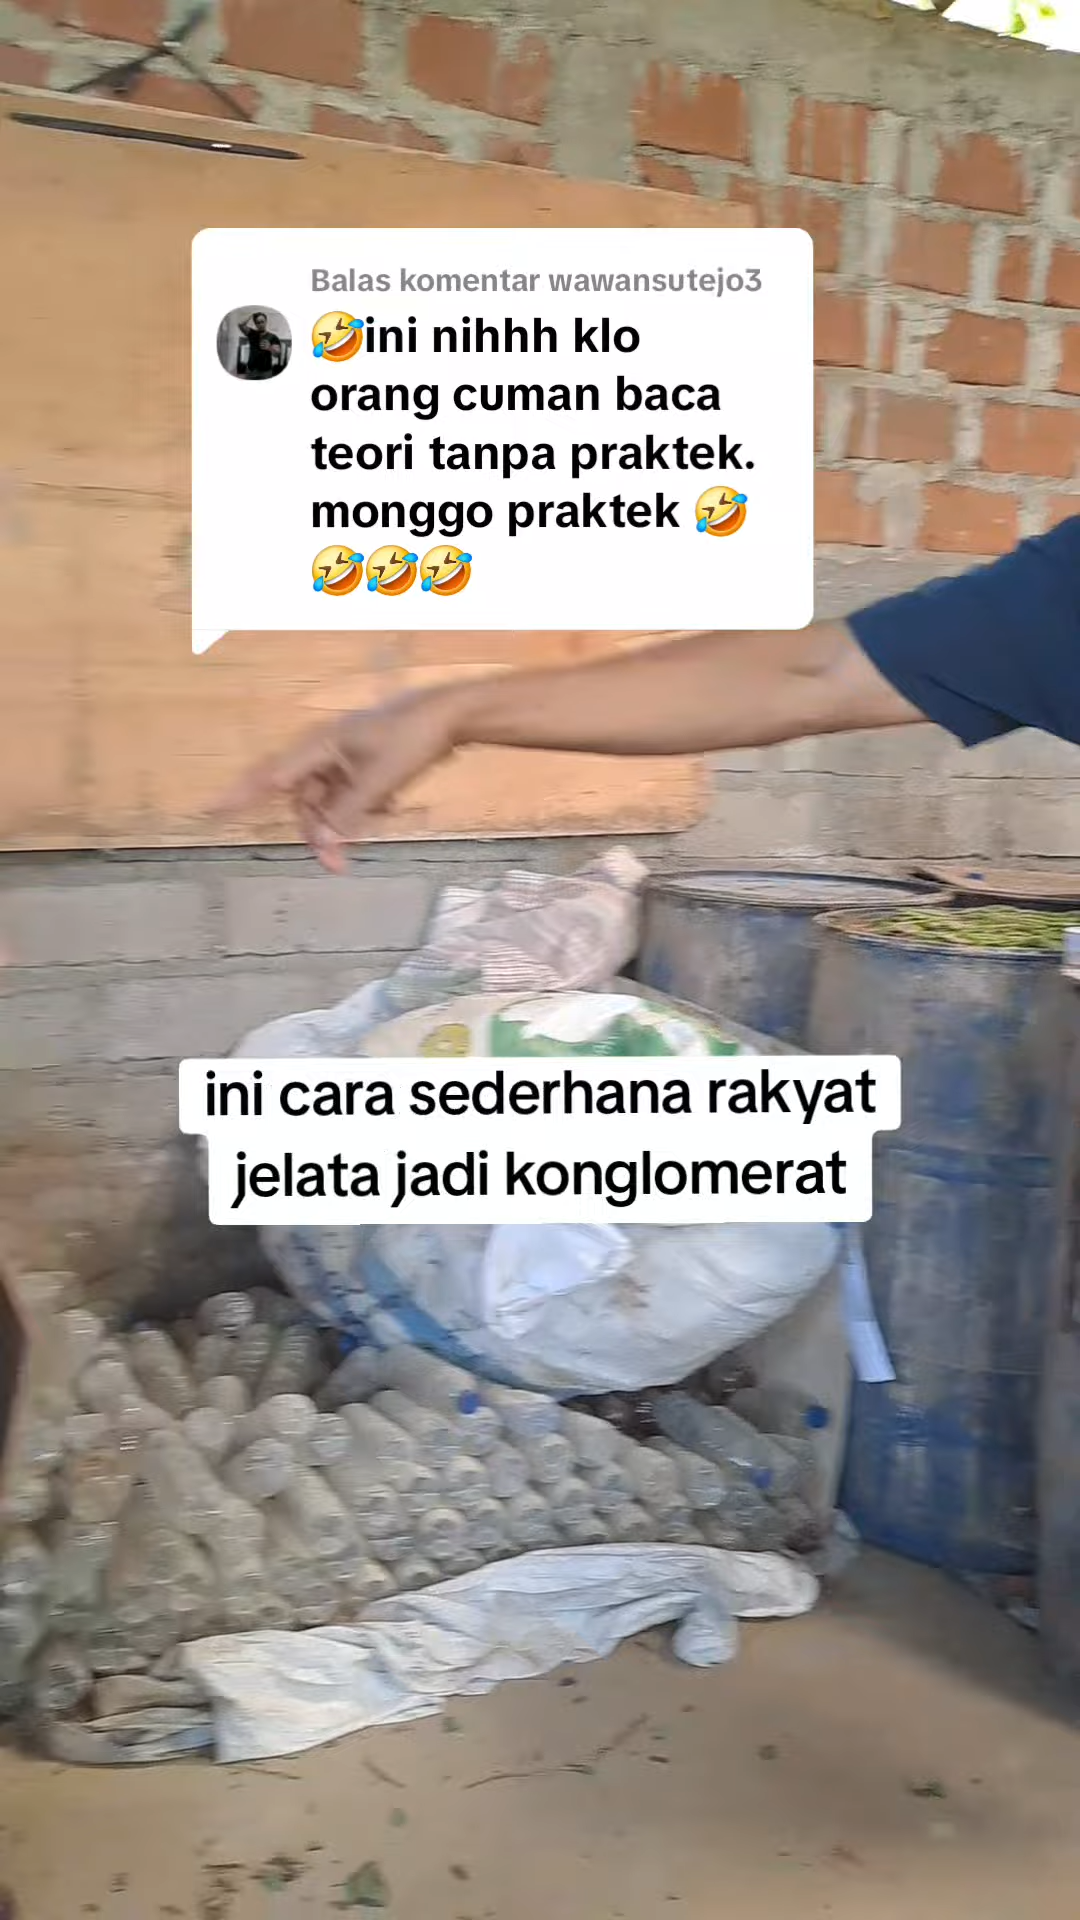 Balas komentar wawansutejo3
🤣ini nihhh klo
orang cuman baca
teori tanpa praktek.
monggo praktek 🤣
🤣🤣🤣
ini cara sederhana rakyat
jelata jadi konglomerat